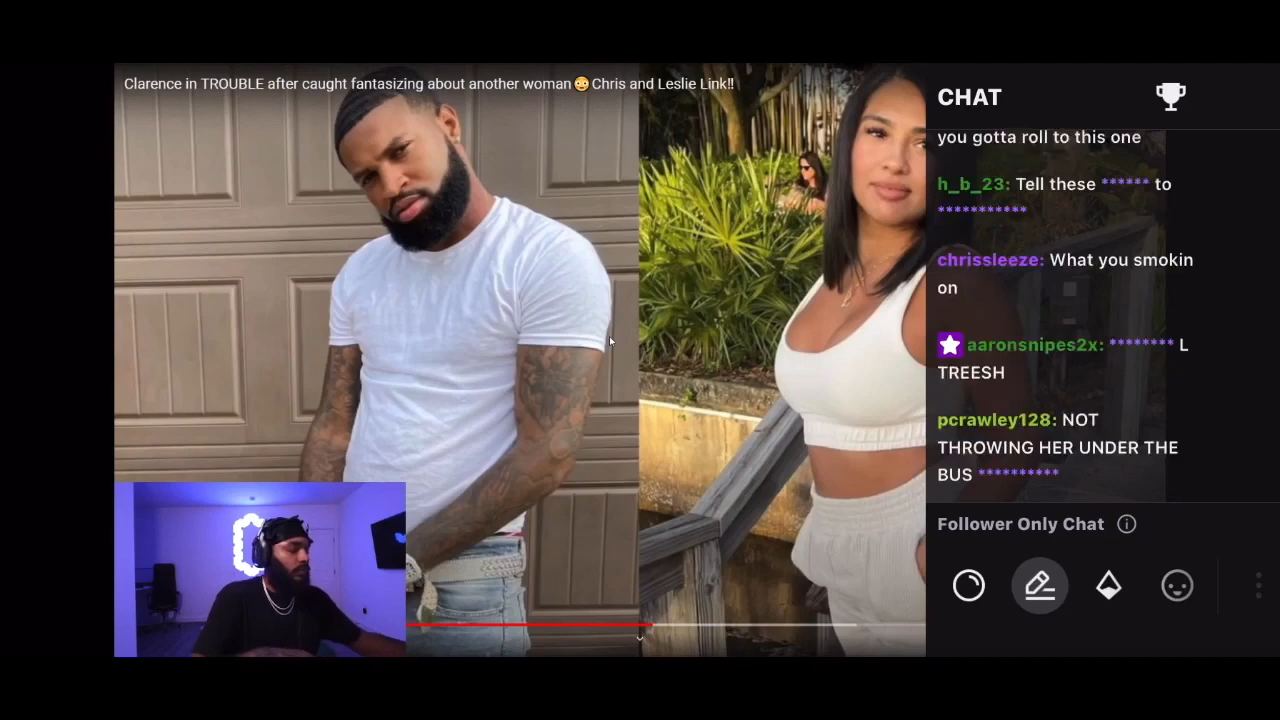 Clarence in TROUBLE after caught fantasizing about another woman😳Chris and Leslie Link‼
CHAT
you gotta roll to this one
h_b_23: Tell these ****** to
***********
chrissleeze: What you smokin
on
aaronsnipes2x: ******** L
TREESH
pcrawley128: NOT
THROWING HER UNDER THE
BUS **********
Follower Only Chat